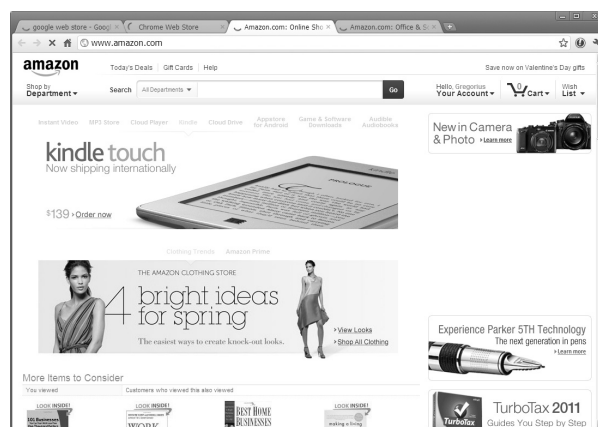 google web store - Googl ×
Chrome Web Store ×
Amazon.com: Online Sho ×
Amazon.com: Office & Sc ×
www.amazon.com
amazon
Today's Deals | Gift Cards | Help
Save now on Valentine's Day gifts
Shop by
Department
Search
All Departments
Go
Hello, Gregorius
Your Account
0
Cart
Wish
List
Instant Video
MP3 Store
Cloud Player
Kindle
Cloud Drive
Appstore
for Android
Game & Software
Downloads
Audible
Audiobooks
kindle touch
Now shipping internationally
$139 › Order now
PROLOGUE
New in Camera
& Photo › Learn more
Clothing Trends
Amazon Prime
THE AMAZON CLOTHING STORE
4 bright ideas
for spring
The easiest ways to create knock-out looks.
› View Looks
› Shop All Clothing
Experience Parker 5TH Technology
The next generation in pens
› Learn more
More Items to Consider
You viewed
Customers who viewed this also viewed
LOOK INSIDE!
101 Businesses
LOOK INSIDE!
WORK
BEST HOME
BUSINESSES
LOOK INSIDE!
making a living
TurboTax
TurboTax 2011
Guides You Step by Step